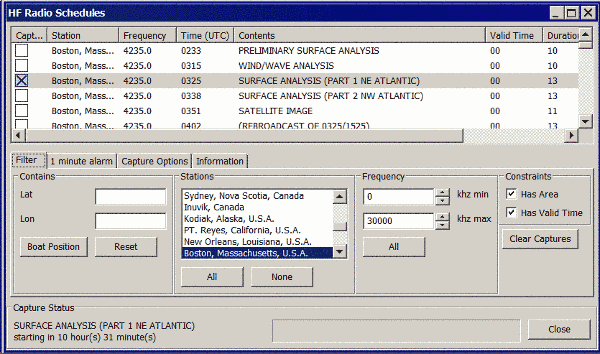 HF Radio Schedules
Capt... Station Frequency Time (UTC) Contents Valid Time Duration
Boston, Mass... 4235.0 0233 PRELIMINARY SURFACE ANALYSIS 00 10
Boston, Mass... 4235.0 0315 WIND/WAVE ANALYSIS 00 10
Boston, Mass... 4235.0 0325 SURFACE ANALYSIS (PART 1 NE ATLANTIC) 00 13
Boston, Mass... 4235.0 0338 SURFACE ANALYSIS (PART 2 NW ATLANTIC) 00 13
Boston, Mass... 4235.0 0351 SATELLITE IMAGE 00 11
Boston, Mass... 4235.0 0402 (REBROADCAST OF 0325/1525) 00 13
Filter 1 minute alarm Capture Options Information
Contains Stations Frequency Constraints
Lat Sydney, Nova Scotia, Canada 0 khz min Has Area
Inuvik, Canada
Kodiak, Alaska, U.S.A.
Lon PT. Reyes, California, U.S.A. 30000 khz max Has Valid Time
New Orleans, Louisiana, U.S.A.
Boston, Massachusetts, U.S.A.
Boat Position Reset All Clear Captures
All None
Capture Status
SURFACE ANALYSIS (PART 1 NE ATLANTIC)
starting in 10 hour(s) 31 minute(s)
Close